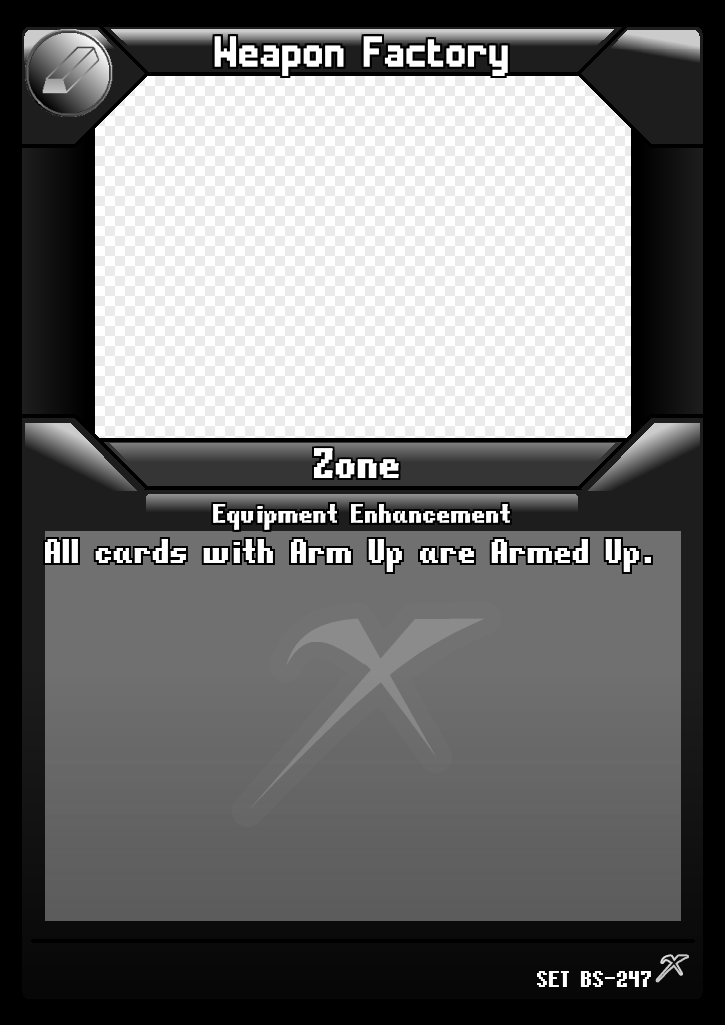 Weapon Factory
Zone
Equipment Enhancement
All cards with Arm Up are Armed Up.
SET BS-247